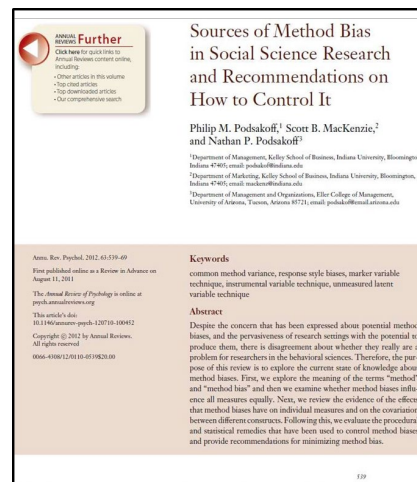 ANNUAL
REVIEWS Further
Click here for quick links to
Annual Reviews content online,
including:
• Other articles in this volume
• Top cited articles
• Top downloaded articles
• Our comprehensive search
Sources of Method Bias
in Social Science Research
and Recommendations on
How to Control It
Philip M. Podsakoff,¹ Scott B. MacKenzie,²
and Nathan P. Podsakoff³
¹Department of Management, Kelley School of Business, Indiana University, Bloomington
Indiana 47405; email: podsakof@indiana.edu
²Department of Marketing, Kelley School of Business, Indiana University, Bloomington,
Indiana 47405; email: mackenz@indiana.edu
³Department of Management and Organizations, Eller College of Management,
University of Arizona, Tucson, Arizona 85721; email: podsakof@email.arizona.edu
Annu. Rev. Psychol. 2012. 63:539–69
First published online as a Review in Advance on
August 11, 2011
The Annual Review of Psychology is online at
psych.annualreviews.org
This article's doi:
10.1146/annurev-psych-120710-100452
Copyright © 2012 by Annual Reviews.
All rights reserved
0066-4308/12/0110-0539$20.00
Keywords
common method variance, response style biases, marker variable
technique, instrumental variable technique, unmeasured latent
variable technique
Abstract
Despite the concern that has been expressed about potential method
biases, and the pervasiveness of research settings with the potential to
produce them, there is disagreement about whether they really are a
problem for researchers in the behavioral sciences. Therefore, the pur-
pose of this review is to explore the current state of knowledge about
method biases. First, we explore the meaning of the terms “method”
and “method bias” and then we examine whether method biases influ-
ence all measures equally. Next, we review the evidence of the effects
that method biases have on individual measures and on the covariation
between different constructs. Following this, we evaluate the procedural
and statistical remedies that have been used to control method biases
and provide recommendations for minimizing method bias.
539